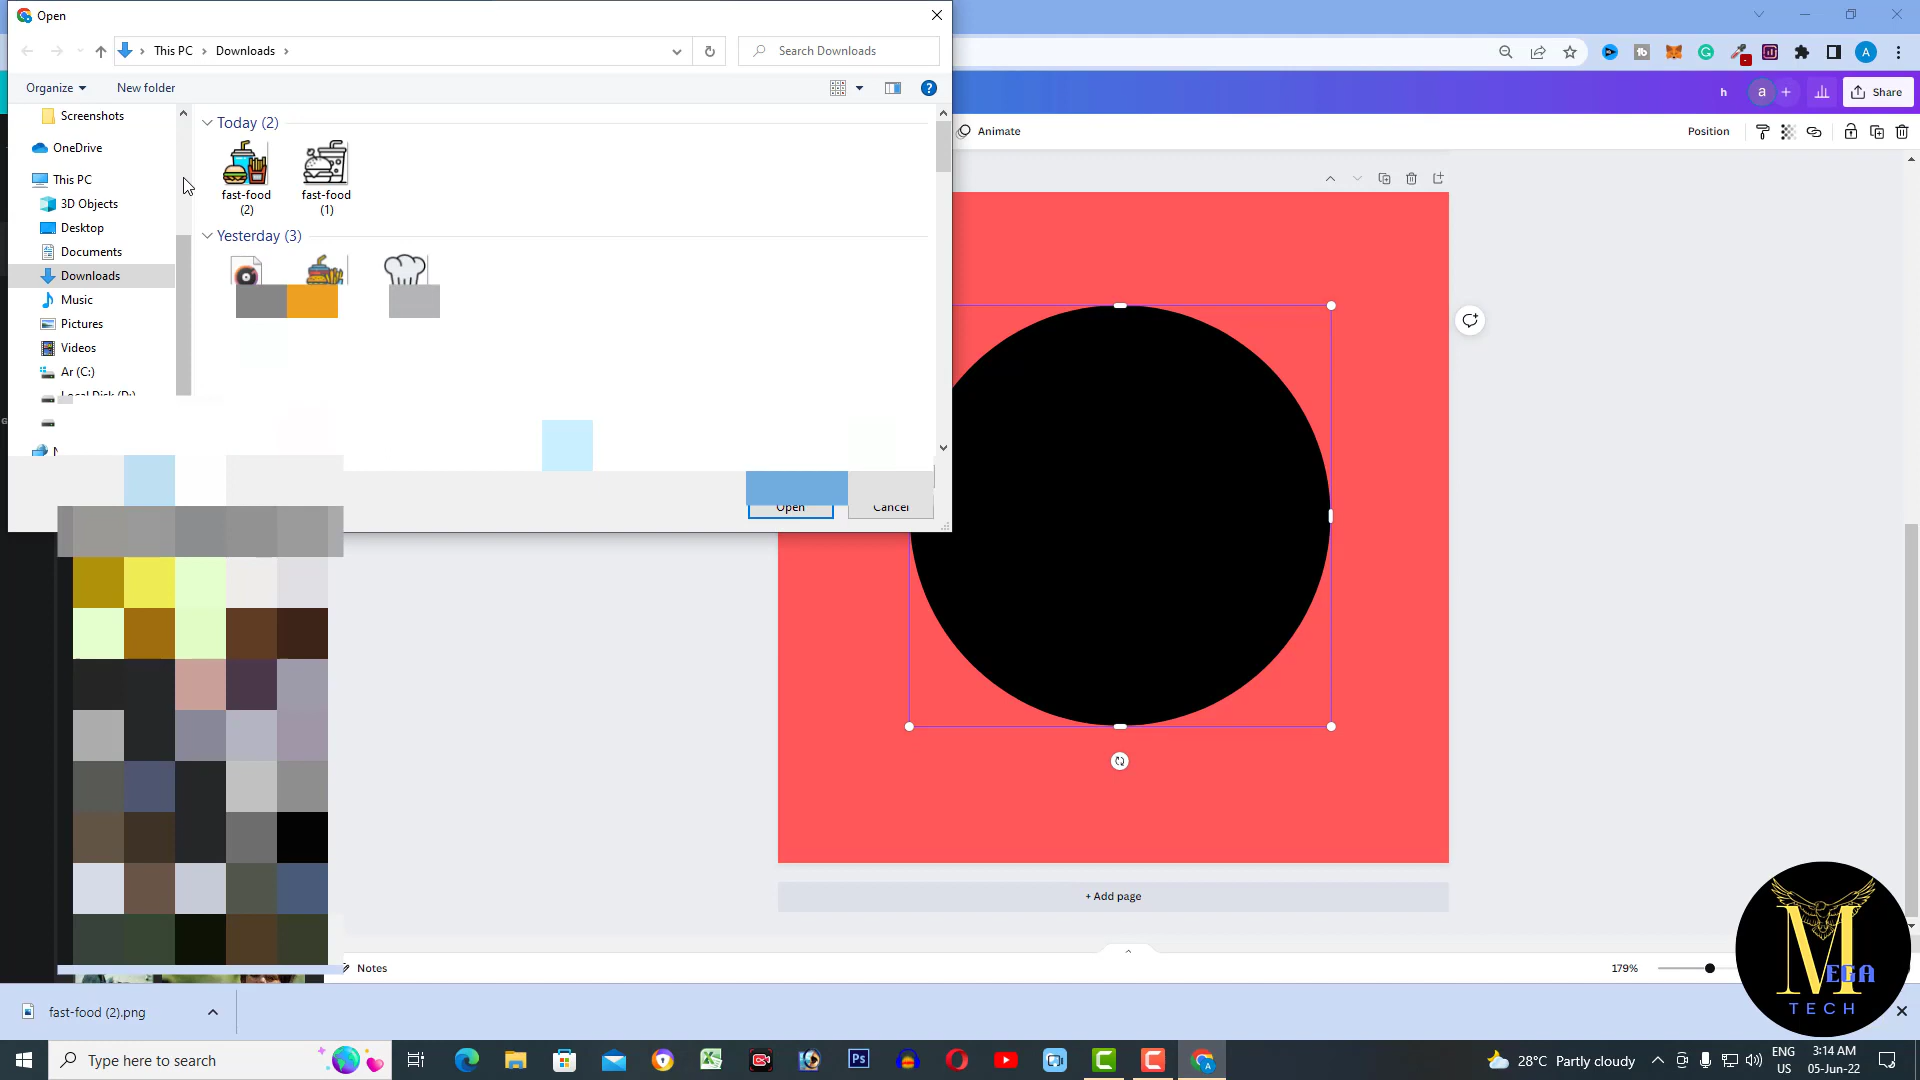 Open
This PC
Downloads
Search Downloads
Organize
New folder
Screenshots
OneDrive
This PC
3D Objects
Desktop
Documents
Downloads
Music
Pictures
Videos
Ar (C:)
Local Disk (D:)
Today (2)
fast-food
(2)
fast-food
(1)
Yesterday (3)
Open
Cancel
h
a
Share
A
Animate
Position
+ Add page
Notes
179%
MEGA
TECH
fast-food (2).png
Type here to search
Ps
28°C Partly cloudy
ENG
US
3:14 AM
05-Jun-22